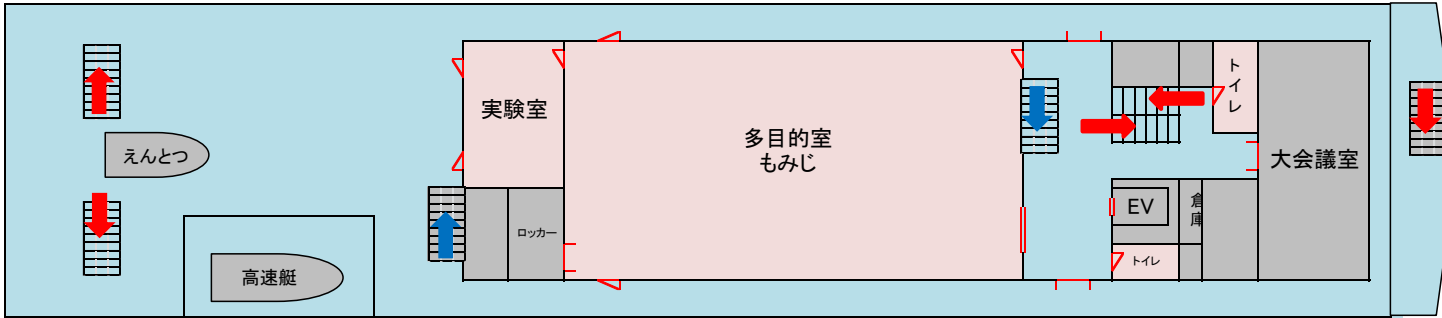 えんとつ
高速艇
実験室
ロッカー
多目的室
もみじ
トイレ
EV
倉庫
トイレ
大会議室